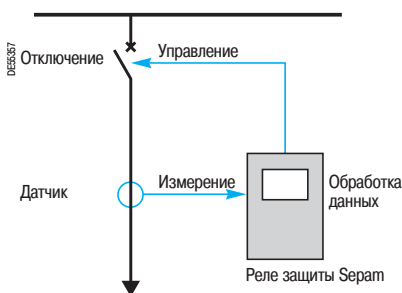 DE55357
Отключение
Управление
Датчик
Измерение
Обработка
данных
Реле защиты Sepam